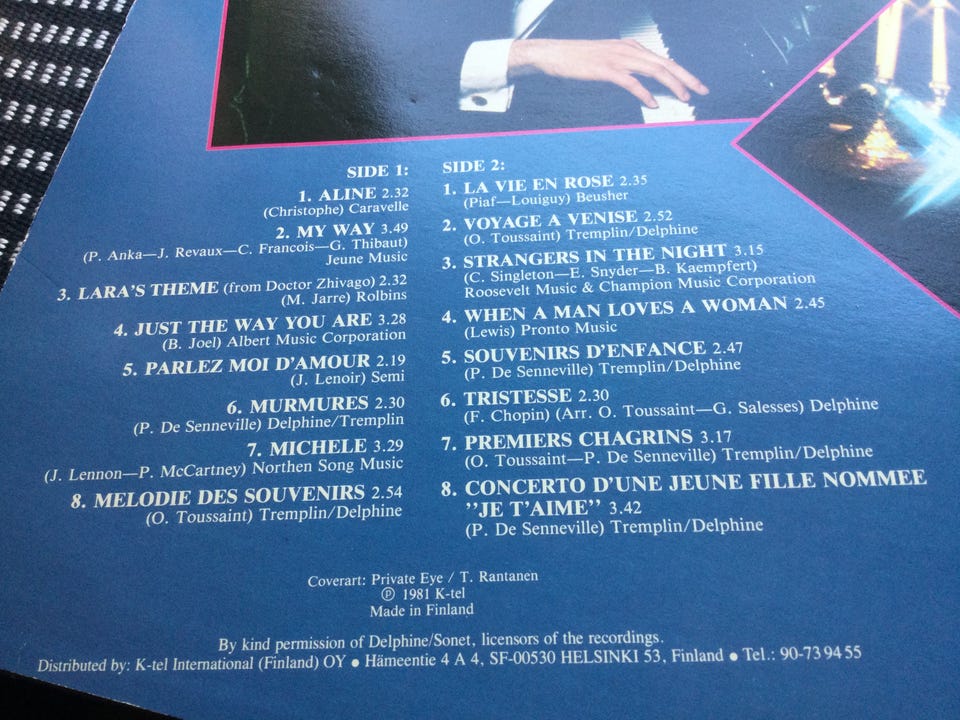 SIDE 1:
1. ALINE 2.32
(Christophe) Caravelle
2. MY WAY 3.49
(P. Anka—J. Revaux—C. Francois—G. Thibaut)
Jeune Music
3. LARA'S THEME (from Doctor Zhivago) 2.32
(M. Jarre) Rolbins
4. JUST THE WAY YOU ARE 3.28
(B. Joel) Albert Music Corporation
5. PARLEZ MOI D'AMOUR 2.19
(J. Lenoir) Semi
6. MURMURES 2.30
(P. De Senneville) Delphine/Tremplin
7. MICHELE 3.29
(J. Lennon—P. McCartney) Northen Song Music
8. MELODIE DES SOUVENIRS 2.54
(O. Toussaint) Tremplin/Delphine
SIDE 2:
1. LA VIE EN ROSE 2.35
(Piaf—Louiguy) Beusher
2. VOYAGE A VENISE 2.52
(O. Toussaint) Tremplin/Delphine
3. STRANGERS IN THE NIGHT 3.15
(C. Singleton—E. Snyder—B. Kaempfert)
Roosevelt Music & Champion Music Corporation
4. WHEN A MAN LOVES A WOMAN 2.45
(Lewis) Pronto Music
5. SOUVENIRS D'ENFANCE 2.47
(P. De Senneville) Tremplin/Delphine
6. TRISTESSE 2.30
(F. Chopin) (Arr. O. Toussaint—G. Salesses) Delphine
7. PREMIERS CHAGRINS 3.17
(O. Toussaint—P. De Senneville) Tremplin/Delphine
8. CONCERTO D'UNE JEUNE FILLE NOMMEE
"JE T'AIME" 3.42
(P. De Senneville) Tremplin/Delphine
Coverart: Private Eye / T. Rantanen
℗ 1981 K-tel
Made in Finland
By kind permission of Delphine/Sonet, licensors of the recordings.
Distributed by: K-tel International (Finland) OY ● Hämeentie 4 A 4, SF-00530 HELSINKI 53, Finland ● Tel.: 90-73 94 55